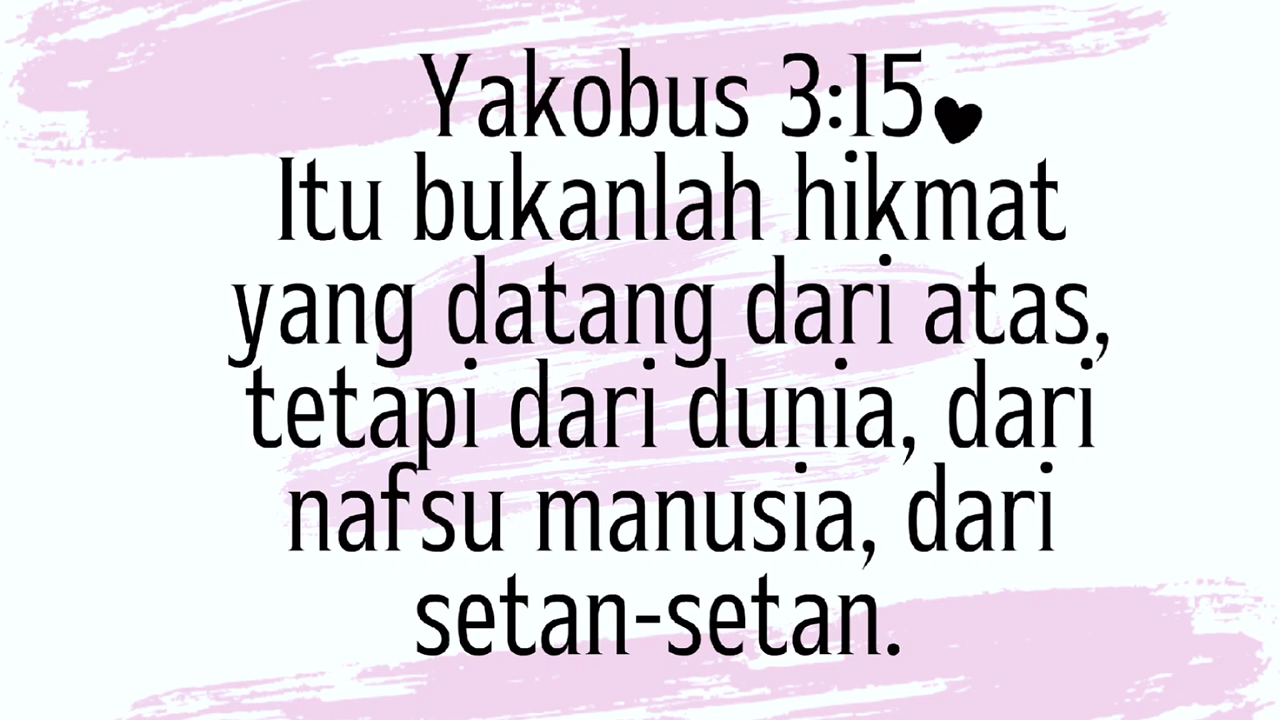 Yakobus 3:15🖤
Itu bukanlah hikmat
yang datang dari atas,
tetapi dari dunia, dari
nafsu manusia, dari
setan-setan.